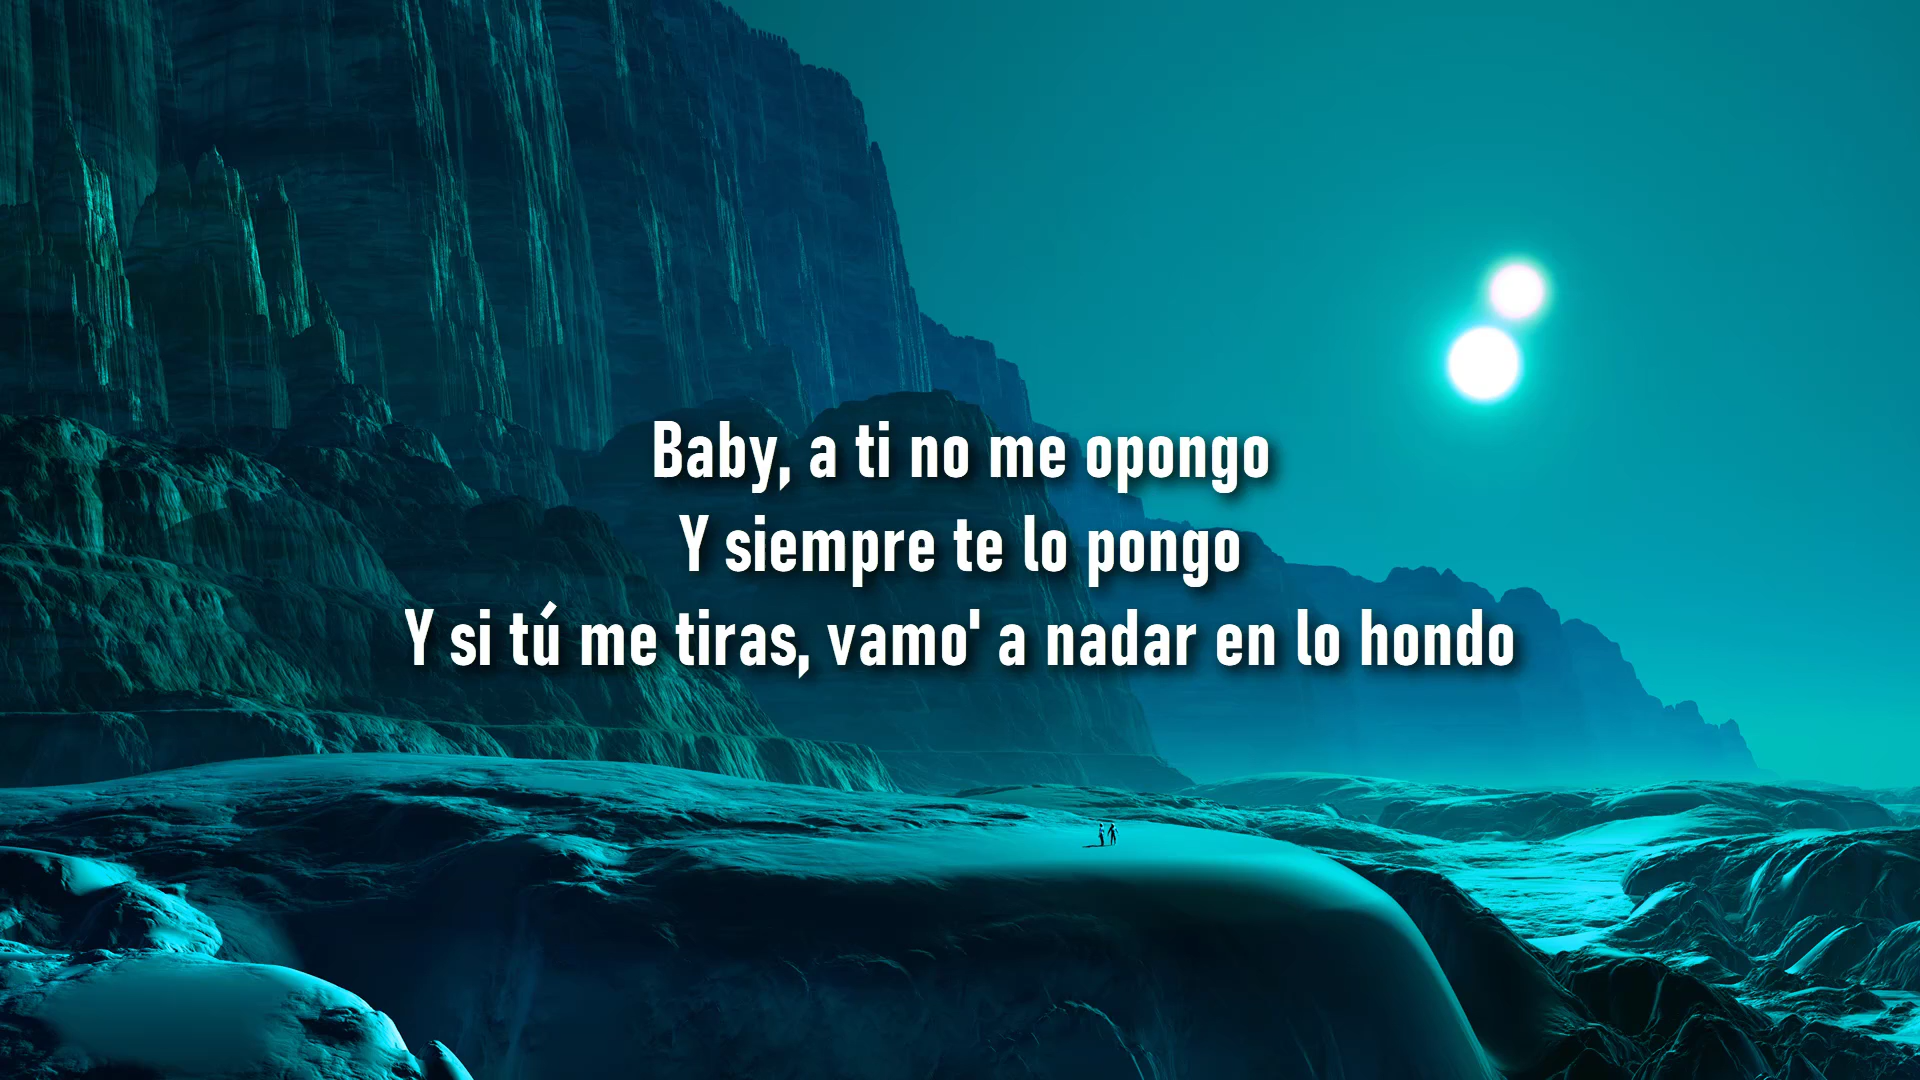 Baby, a ti no me opongo
Y siempre te lo pongo
Y si tú me tiras, vamo' a nadar en lo hondo